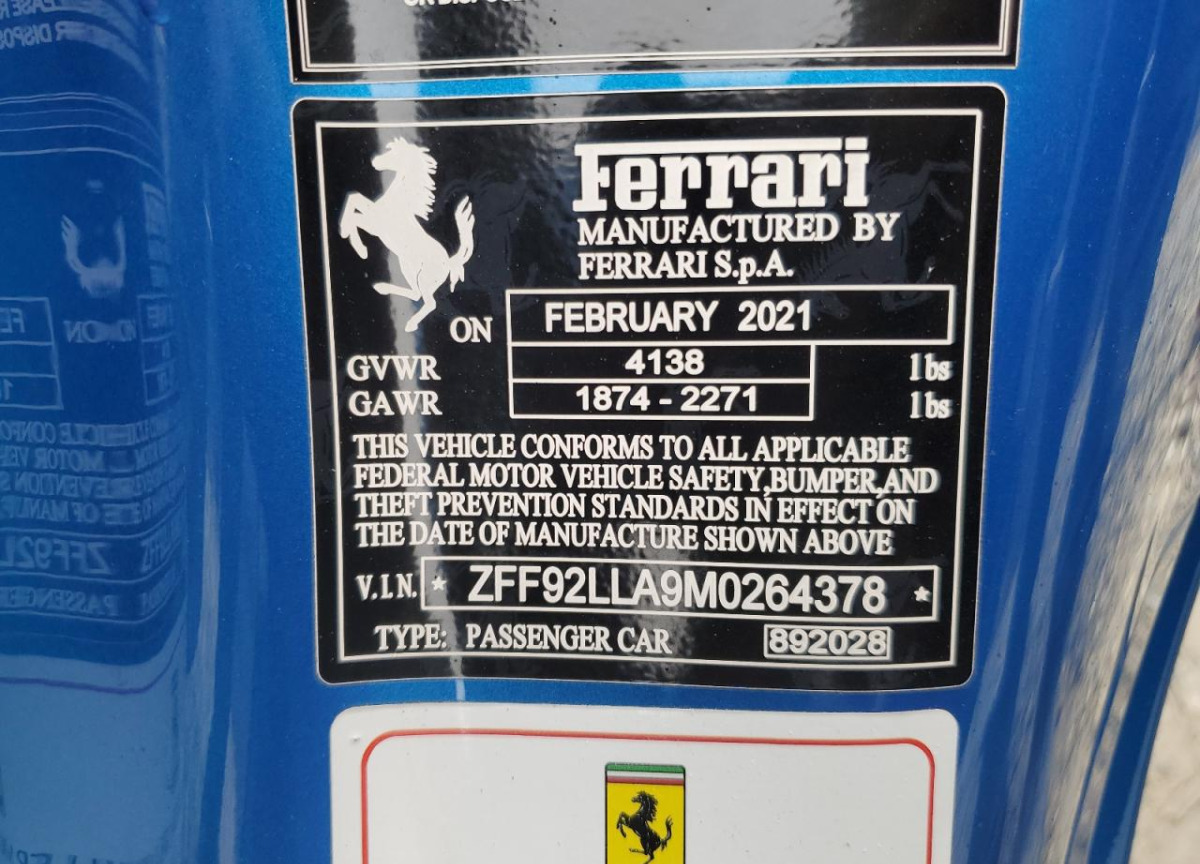 Ferrari
MANUFACTURED BY
FERRARI S.p.A.
ON FEBRUARY 2021
GVWR 4138 lbs
GAWR 1874 - 2271 lbs
THIS VEHICLE CONFORMS TO ALL APPLICABLE
FEDERAL MOTOR VEHICLE SAFETY,BUMPER,AND
THEFT PREVENTION STANDARDS IN EFFECT ON
THE DATE OF MANUFACTURE SHOWN ABOVE
V.I.N. * ZFF92LLA9M0264378 *
TYPE: PASSENGER CAR 892028